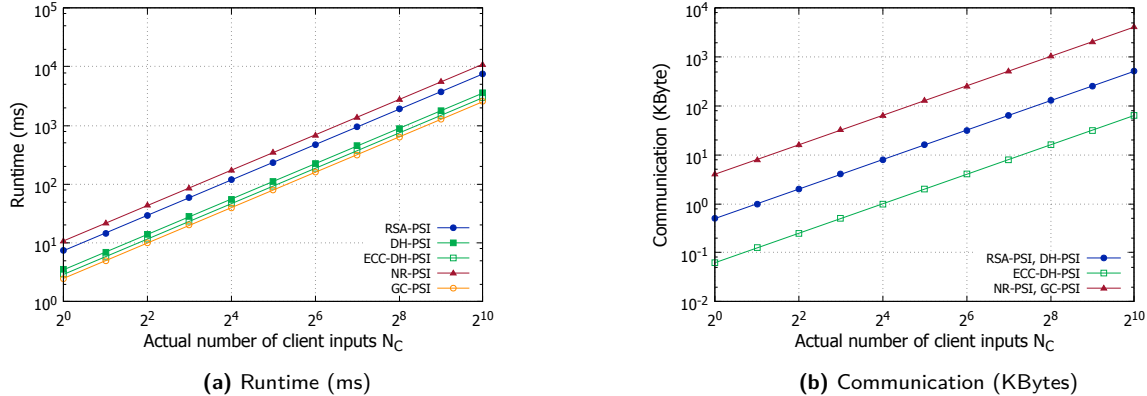 10^5
10^4
10^3
10^2
10^1
10^0
Runtime (ms)
RSA-PSI
DH-PSI
ECC-DH-PSI
NR-PSI
GC-PSI
2^0 2^2 2^4 2^6 2^8 2^10
Actual number of client inputs N_C
(a) Runtime (ms)
10^4
10^3
10^2
10^1
10^0
10^-1
10^-2
Communication (KByte)
RSA-PSI, DH-PSI
ECC-DH-PSI
NR-PSI, GC-PSI
2^0 2^2 2^4 2^6 2^8 2^10
Actual number of client inputs N_C
(b) Communication (KBytes)